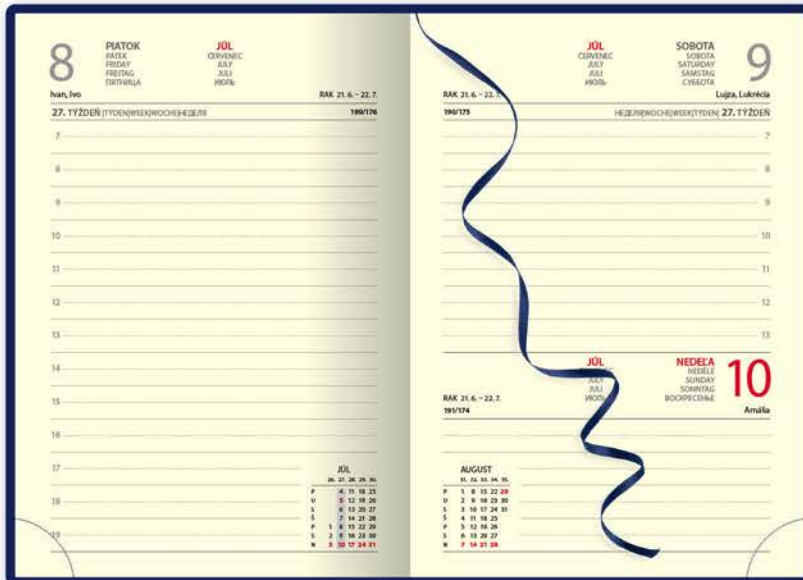 8
PIATOK JÚL
PÁTEK ČERVENEC
FRIDAY JULY
FREITAG JULI
ПЯТНИЦА ИЮЛЬ
Ivan, Ivo RAK 21. 6. – 22. 7.
27. TÝŽDEŇ |TÝDEN|WEEK|WOCHE|НЕДЕЛЯ 189/176
7
8
9
10
11
12
13
14
15
16
17
18
19
JÚL
26. 27. 28. 29. 30.
P 4 11 18 25
U 5 12 19 26
S 6 13 20 27
Š 7 14 21 28
P 1 8 15 22 29
S 2 9 16 23 30
N 3 10 17 24 31
JÚL SOBOTA
ČERVENEC SOBOTA
JULY SATURDAY
JULI SAMSTAG
ИЮЛЬ СУББОТА
9
RAK 21. 6. – 22. 7. Lujza, Lukrécia
190/175 НЕДЕЛЯ|WOCHE|WEEK|TÝDEN| 27. TÝŽDEŇ
7
8
9
10
11
12
13
JÚL NEDEĽA
NEDĚLE
JULY SUNDAY
JULI SONNTAG
ИЮЛЬ ВОСКРЕСЕНЬЕ
10
RAK 21. 6. – 22. 7.
191/174 Amália
AUGUST
31. 32. 33. 34. 35.
P 1 8 15 22 29
U 2 9 16 23 30
S 3 10 17 24 31
Š 4 11 18 25
P 5 12 19 26
S 6 13 20 27
N 7 14 21 28